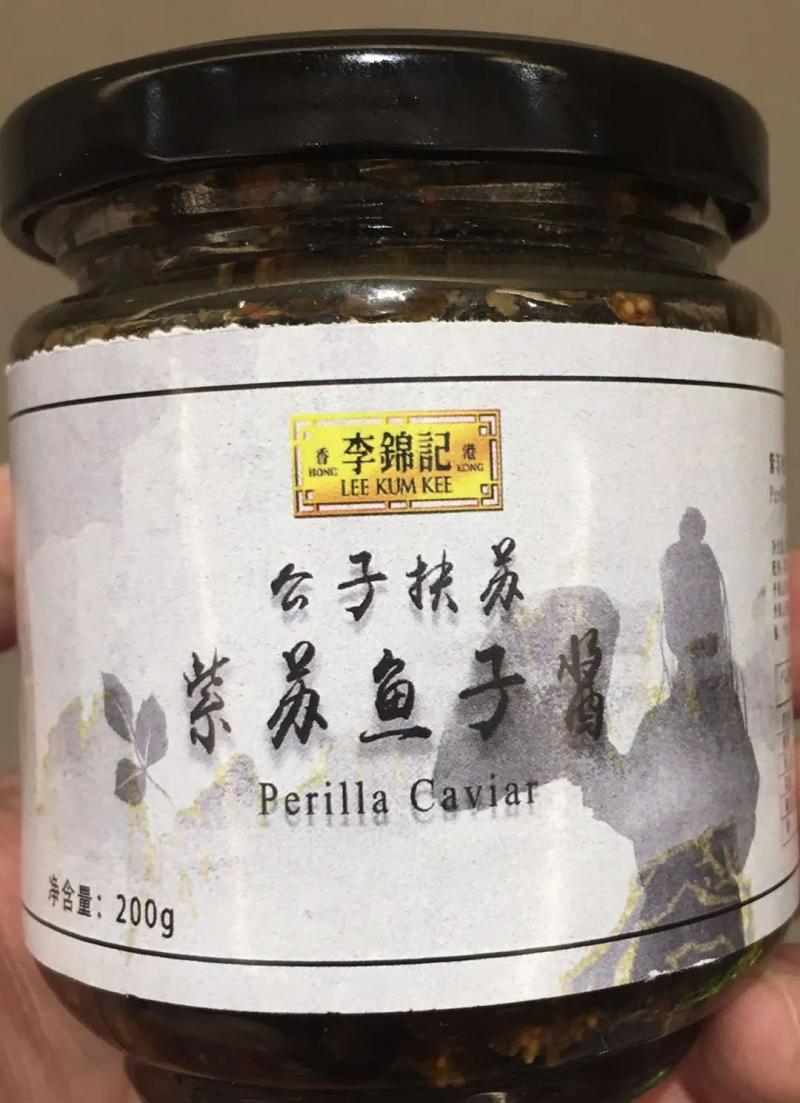 香 李錦記 港
HONG LEE KUM KEE KONG
公子扶苏
紫苏鱼子醬
Perilla Caviar
净含量：200g